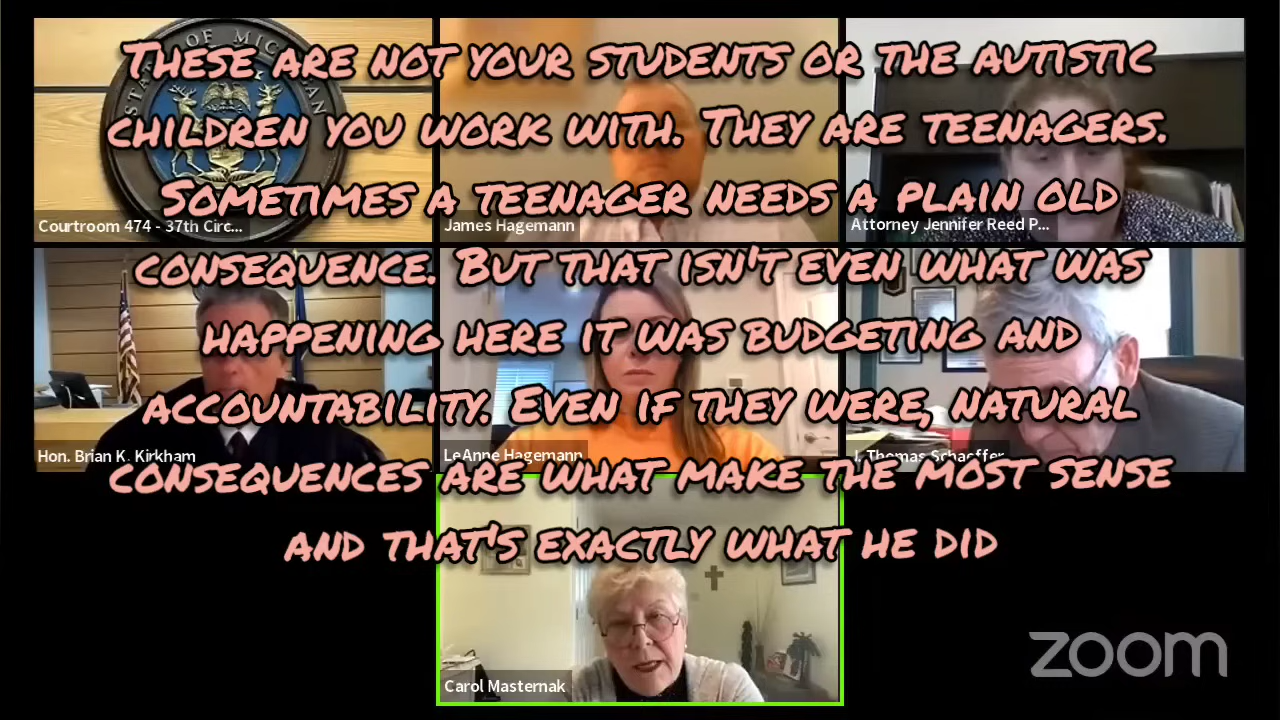 These are not your students or the autistic
children you work with. They are teenagers.
Sometimes a teenager needs a plain old
consequence. But that isn't even what was
happening here it was budgeting and
accountability. Even if they were, natural
consequences are what make the most sense
and that's exactly what he did
STATE OF MICHIGAN
Courtroom 474 - 37th Circ...
James Hagemann
Attorney Jennifer Reed P...
Hon. Brian K. Kirkham
LeAnne Hagemann
J. Thomas Schaeffer
Carol Masternak
zoom